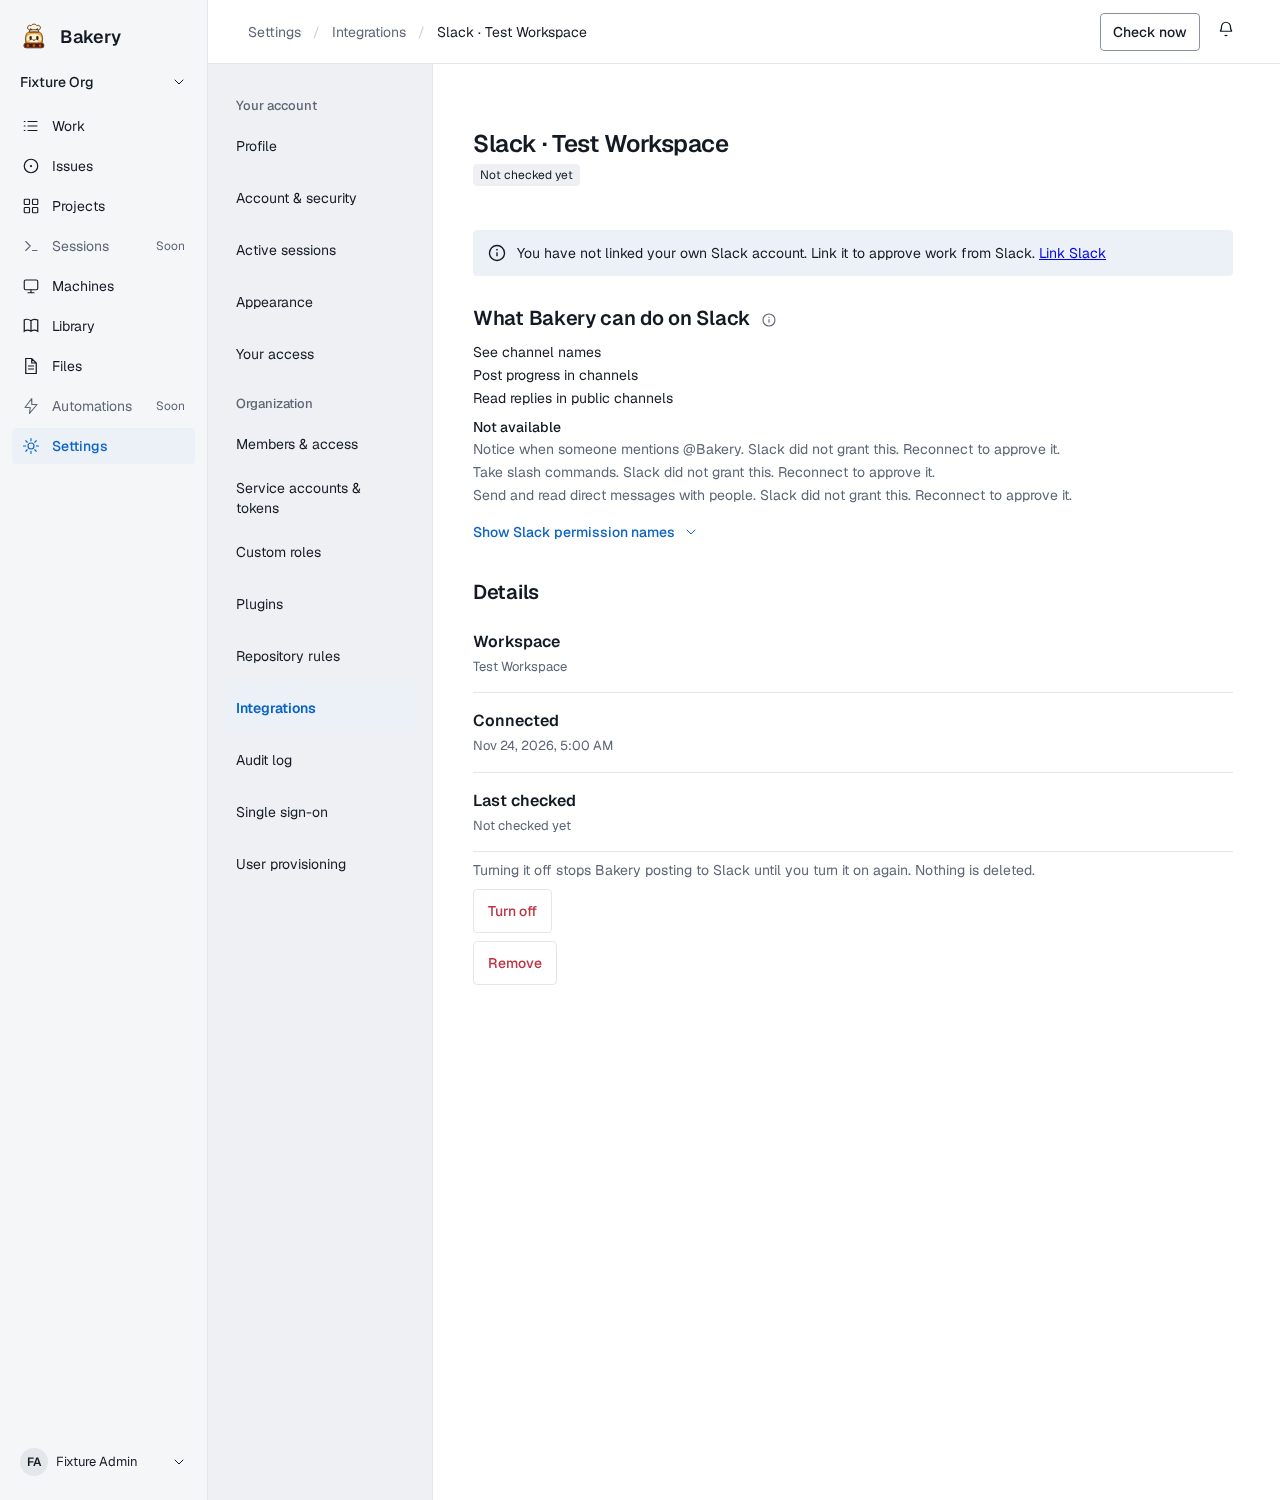 Bakery
Fixture Org
Work
Issues
Projects
Sessions Soon
Machines
Library
Files
Automations Soon
Settings
FA Fixture Admin
Settings / Integrations / Slack · Test Workspace
Check now
Your account
Profile
Account & security
Active sessions
Appearance
Your access
Organization
Members & access
Service accounts &
tokens
Custom roles
Plugins
Repository rules
Integrations
Audit log
Single sign-on
User provisioning
Slack · Test Workspace
Not checked yet
You have not linked your own Slack account. Link it to approve work from Slack. Link Slack
What Bakery can do on Slack
See channel names
Post progress in channels
Read replies in public channels
Not available
Notice when someone mentions @Bakery. Slack did not grant this. Reconnect to approve it.
Take slash commands. Slack did not grant this. Reconnect to approve it.
Send and read direct messages with people. Slack did not grant this. Reconnect to approve it.
Show Slack permission names
Details
Workspace
Test Workspace
Connected
Nov 24, 2026, 5:00 AM
Last checked
Not checked yet
Turning it off stops Bakery posting to Slack until you turn it on again. Nothing is deleted.
Turn off
Remove